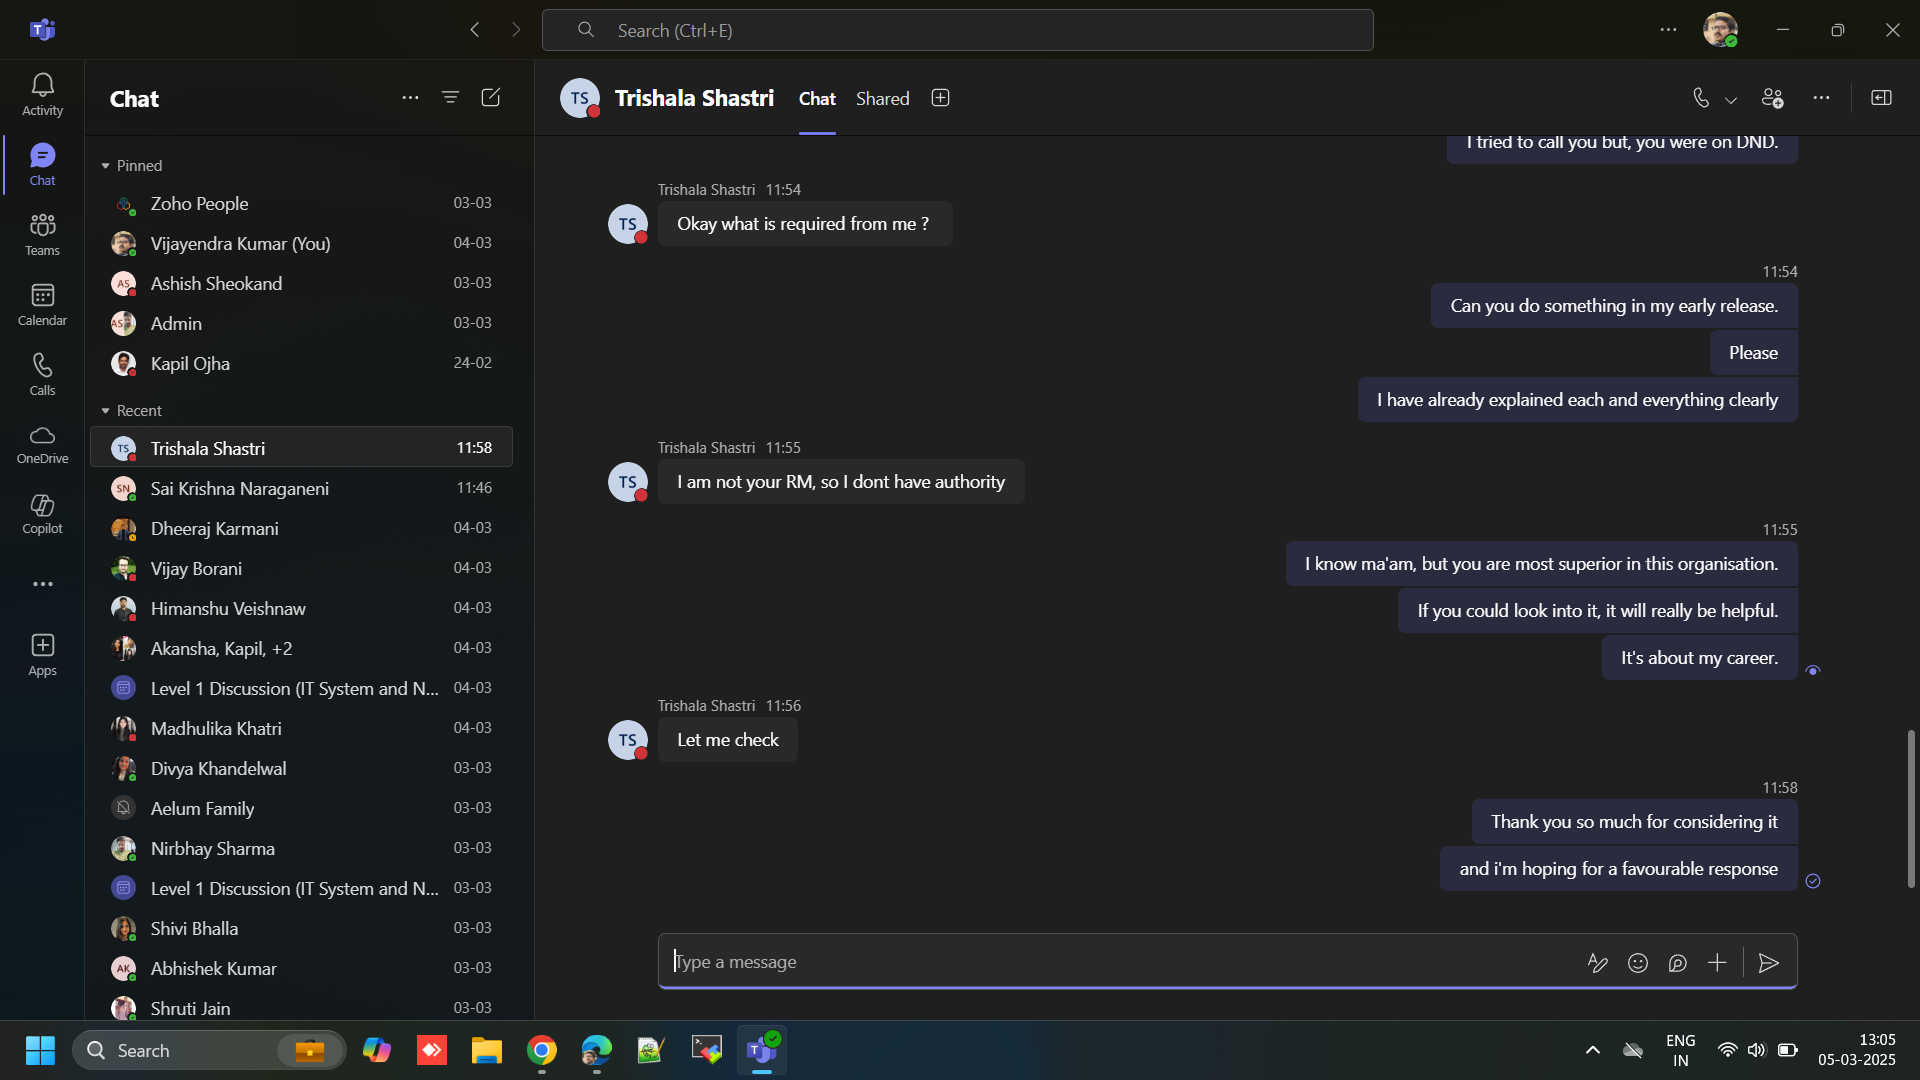 Search (Ctrl+E)
Activity
Chat
Teams
Calendar
Calls
OneDrive
Copilot
Apps
Chat
Pinned
Zoho People 03-03
Vijayendra Kumar (You) 04-03
AS Ashish Sheokand 03-03
AS Admin 03-03
Kapil Ojha 24-02
Recent
TS Trishala Shastri 11:58
SN Sai Krishna Naraganeni 11:46
Dheeraj Karmani 04-03
Vijay Borani 04-03
Himanshu Veishnaw 04-03
Akansha, Kapil, +2 04-03
Level 1 Discussion (IT System and N... 04-03
Madhulika Khatri 04-03
Divya Khandelwal 03-03
Aelum Family 03-03
Nirbhay Sharma 03-03
Level 1 Discussion (IT System and N... 03-03
Shivi Bhalla 03-03
AK Abhishek Kumar 03-03
Shruti Jain 03-03
TS Trishala Shastri Chat Shared
I tried to call you but, you were on DND.
Trishala Shastri 11:54
TS Okay what is required from me ?
11:54
Can you do something in my early release.
Please
I have already explained each and everything clearly
Trishala Shastri 11:55
TS I am not your RM, so I dont have authority
11:55
I know ma'am, but you are most superior in this organisation.
If you could look into it, it will really be helpful.
It's about my career.
Trishala Shastri 11:56
TS Let me check
11:58
Thank you so much for considering it
and i'm hoping for a favourable response
Type a message
Search
ENG
IN
13:05
05-03-2025